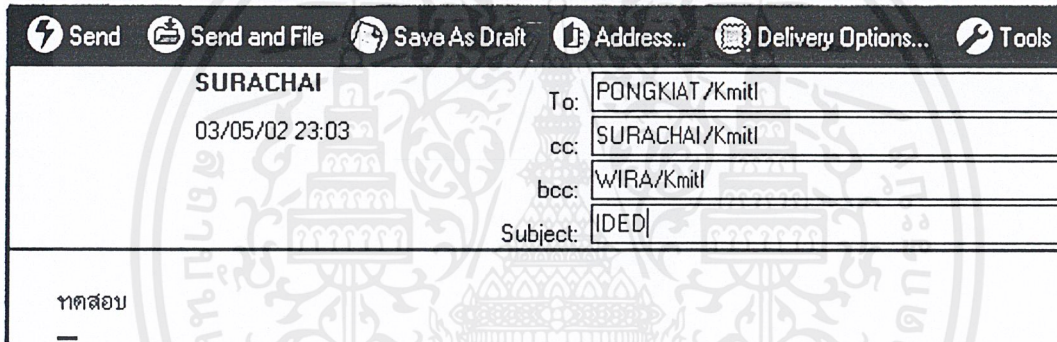 Send Send and File Save As Draft Address... Delivery Options... Tools
SURACHAI To: PONGKIAT/Kmitl
03/05/02 23:03 cc: SURACHAI/Kmitl
bcc: WIRA/Kmitl
Subject: IDED
ทดสอบ